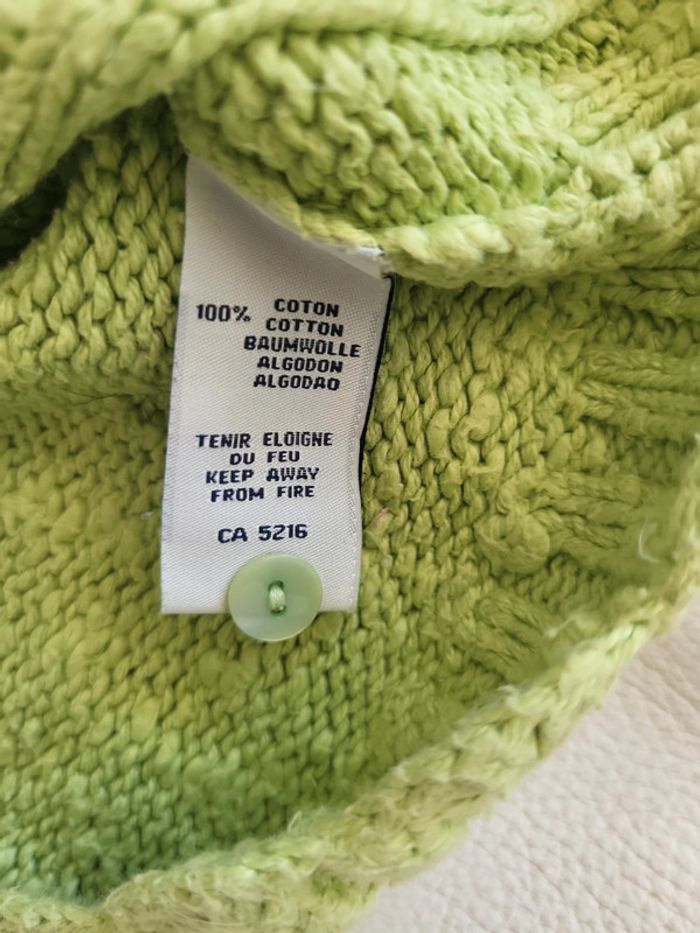 100% COTON
COTTON
BAUMWOLLE
ALGODON
ALGODAO
TENIR ELOIGNE
DU FEU
KEEP AWAY
FROM FIRE
CA 5216